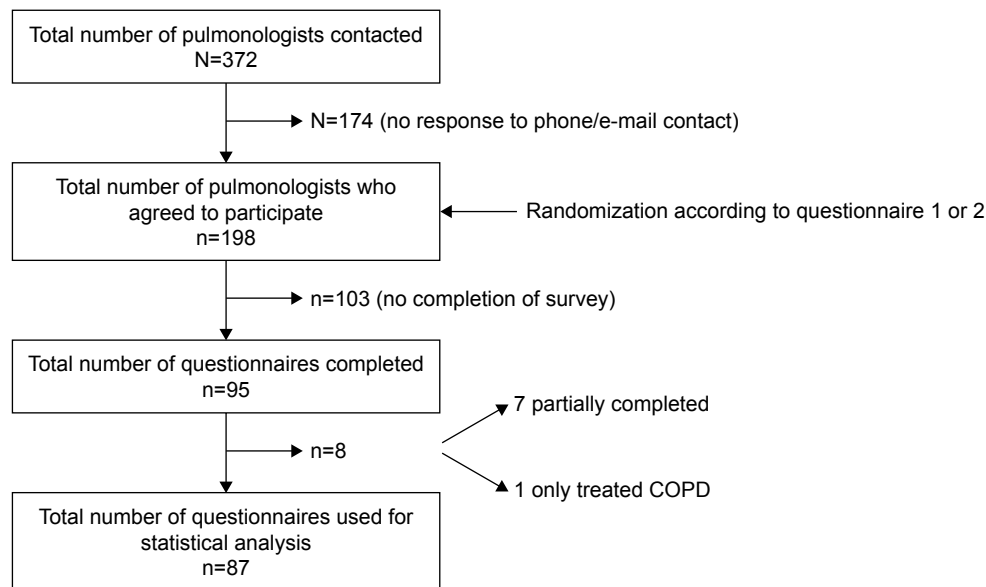 Total number of pulmonologists contacted
N=372
N=174 (no response to phone/e-mail contact)
Total number of pulmonologists who
agreed to participate
n=198
Randomization according to questionnaire 1 or 2
n=103 (no completion of survey)
Total number of questionnaires completed
n=95
7 partially completed
n=8
1 only treated COPD
Total number of questionnaires used for
statistical analysis
n=87